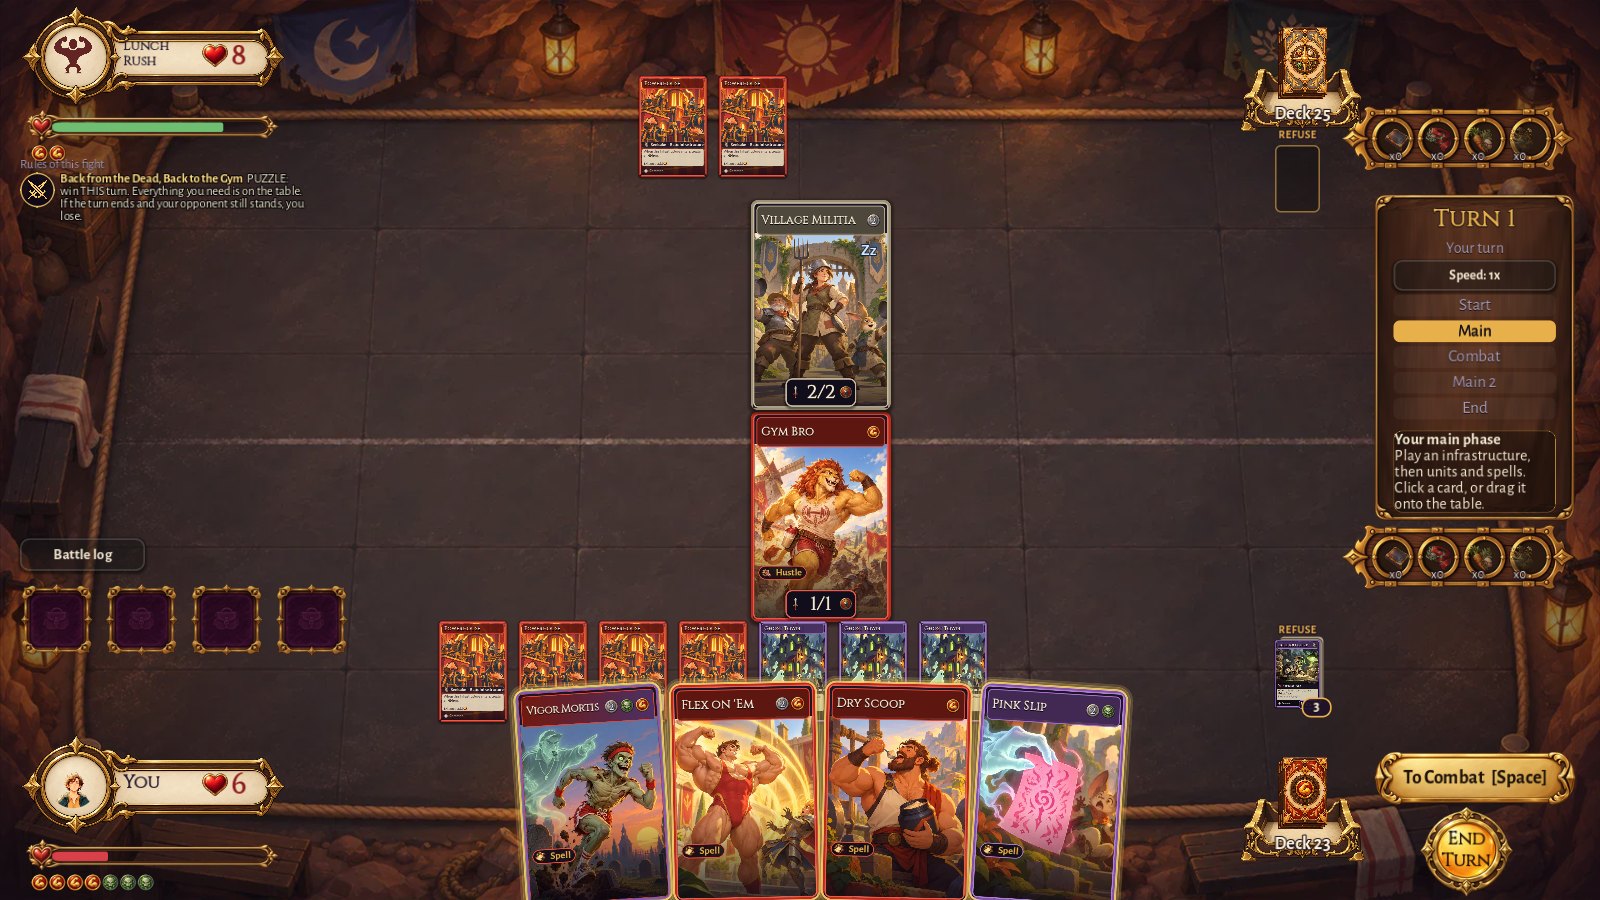 LUNCH
RUSH
8
Rules of this fight
Back from the Dead, Back to the Gym PUZZLE:
win THIS turn. Everything you need is on the table.
If the turn ends and your opponent still stands, you
lose.
Deck 25
REFUSE
x0 x0 x0 x0
VILLAGE MILITIA 2
Zz
2/2
TURN 1
Your turn
Speed: 1x
Start
Main
Combat
Main 2
End
Your main phase
Play an infrastructure,
then units and spells.
Click a card, or drag it
onto the table.
GYM BRO
Hustle
1/1
Battle log
x0 x0 x0 x0
REFUSE
3
VIGOR MORTIS
Spell
FLEX ON 'EM
Spell
DRY SCOOP
Spell
PINK SLIP
Spell
YOU
6
To Combat [Space]
Deck 23
END
TURN